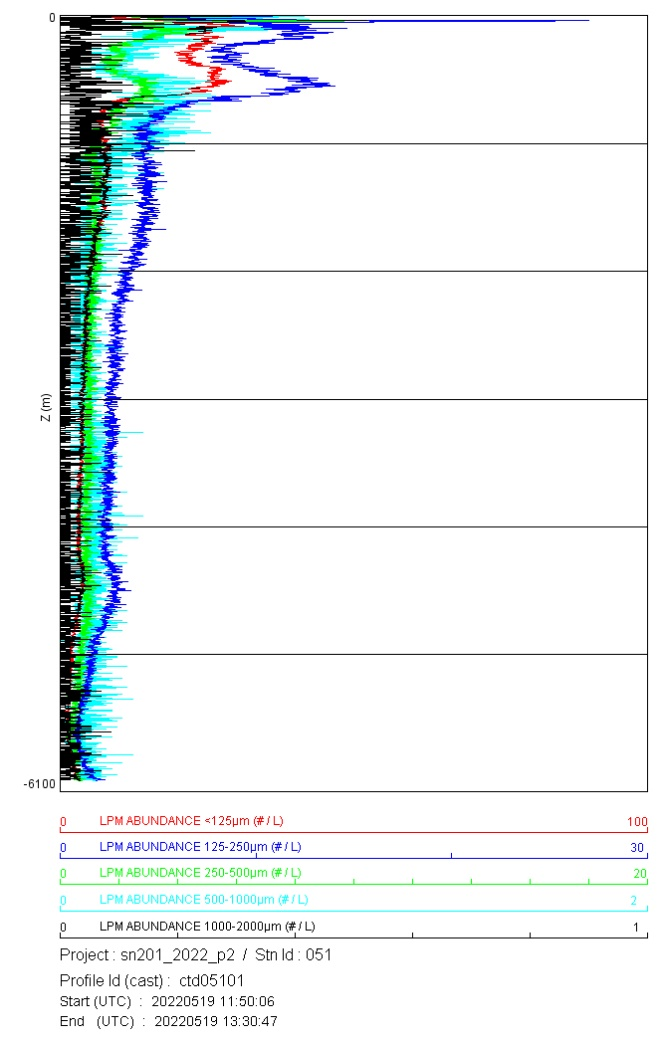 0
Z (m)
-6100
0 LPM ABUNDANCE <125µm (# / L) 100
0 LPM ABUNDANCE 125-250µm (# / L) 30
0 LPM ABUNDANCE 250-500µm (# / L) 20
0 LPM ABUNDANCE 500-1000µm (# / L) 2
0 LPM ABUNDANCE 1000-2000µm (# / L) 1
Project : sn201_2022_p2 / Stn Id : 051
Profile Id (cast) : ctd05101
Start (UTC) : 20220519 11:50:06
End (UTC) : 20220519 13:30:47